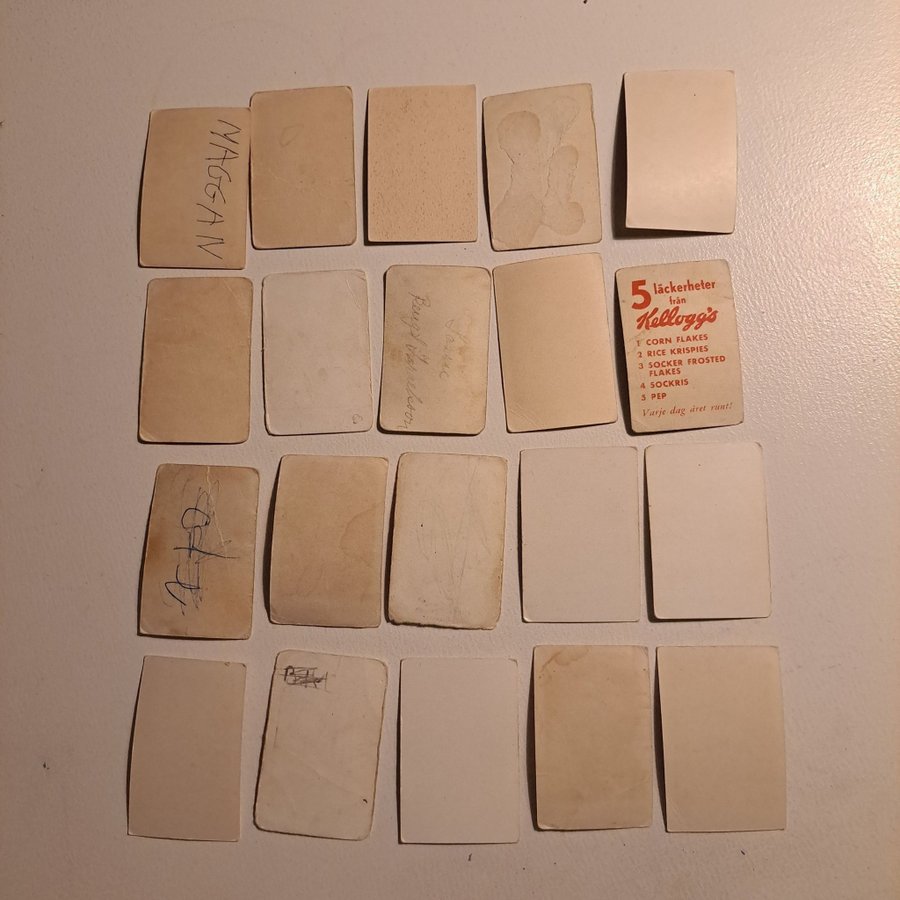 MAGGAN
5 läckerheter
från
Kellogg's
1 CORN FLAKES
2 RICE KRISPIES
3 SOCKER FROSTED
FLAKES
4 SOCKRIS
5 PEP
Varje dag året runt!